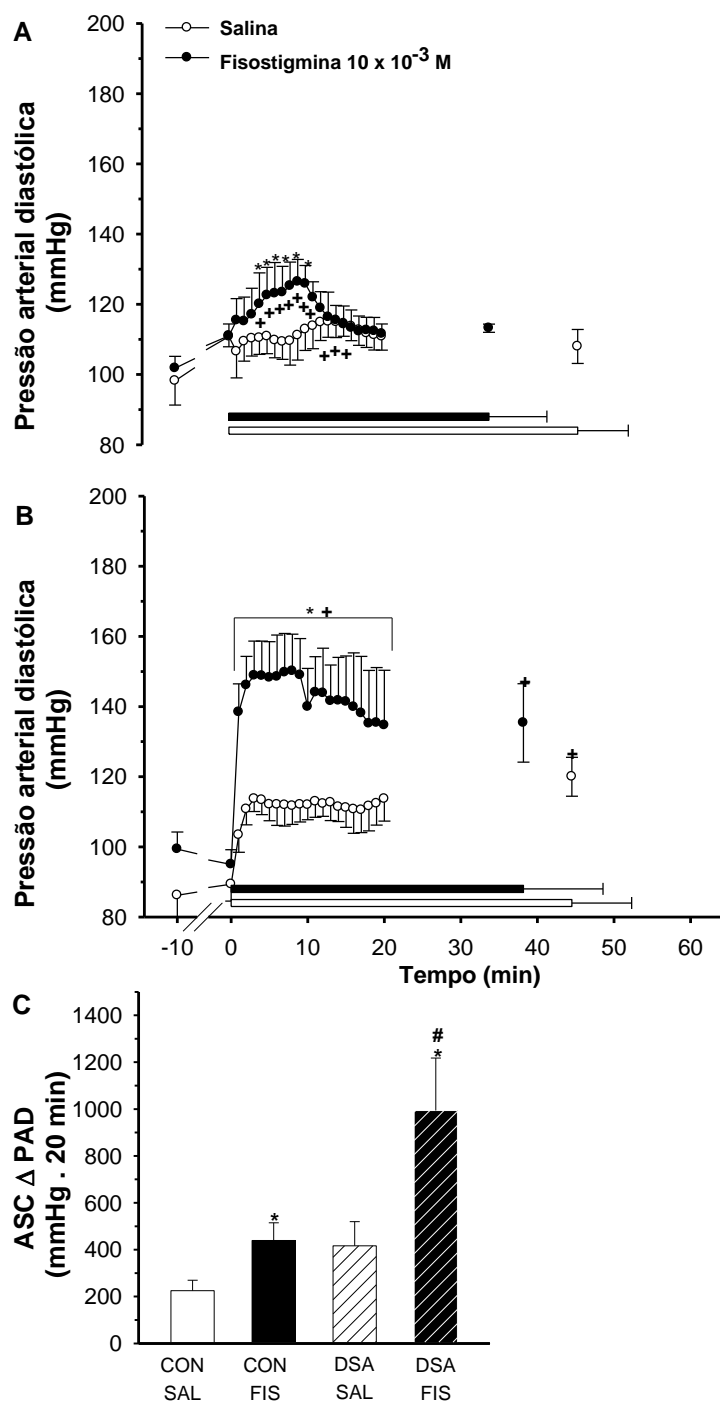 A
Salina
Fisostigmina 10 x 10⁻³ M
200
180
160
140
120
100
80
Pressão arterial diastólica
(mmHg)
* * * * * *
+ + + + + + +
+ + +
B
200
180
160
140
120
100
80
Pressão arterial diastólica
(mmHg)
* +
+
+
-10 0 10 20 30 40 50 60
Tempo (min)
C
1400
1200
1000
800
600
400
200
0
ASC Δ PAD
(mmHg . 20 min)
*
#
*
CON CON DSA DSA
SAL FIS SAL FIS